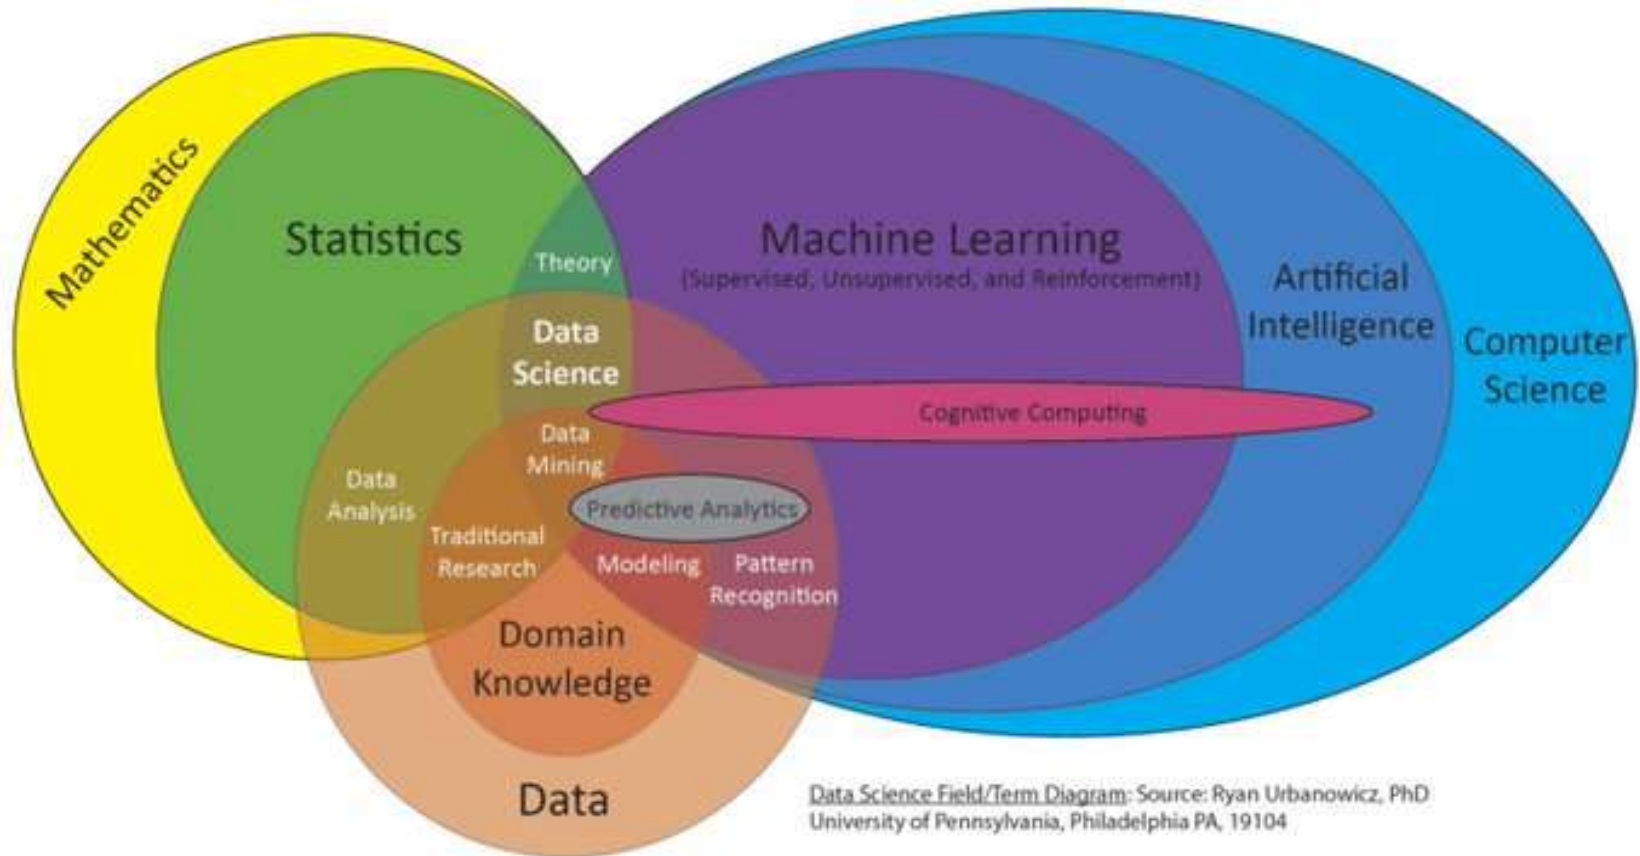 Mathematics
Statistics
Theory
Machine Learning
(Supervised, Unsupervised, and Reinforcement)
Artificial
Intelligence
Computer
Science
Data
Science
Cognitive Computing
Data
Mining
Data
Analysis
Predictive Analytics
Traditional
Research
Modeling
Pattern
Recognition
Domain
Knowledge
Data
Data Science Field/Term Diagram: Source: Ryan Urbanowicz, PhD
University of Pennsylvania, Philadelphia PA, 19104